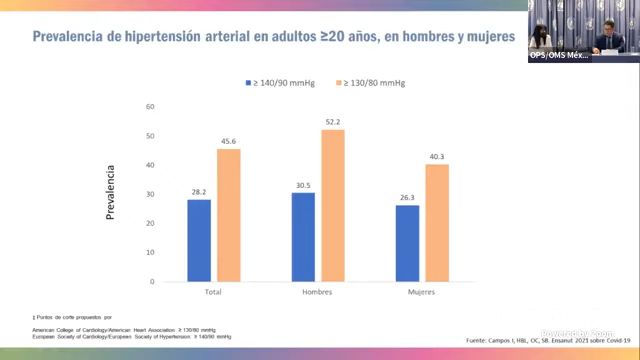 Prevalencia de hipertensión arterial en adultos ≥20 años, en hombres y mujeres
OPS/OMS Méx...
≥ 140/90 mmHg ≥ 130/80 mmHg
Prevalencia
60
50
40
30
20
10
0
28.2
45.6
30.5
52.2
26.3
40.3
Total Hombres Mujeres
‡ Puntos de corte propuestos por
American College of Cardiology/American Heart Association ≥ 130/80 mmHg
European Society of Cardiology/European Society of Hypertension: ≥ 140/90 mmHg
Powered by Zoom
Fuente: Campos I, HBL, OC, SB. Ensanut 2021 sobre Covid-19